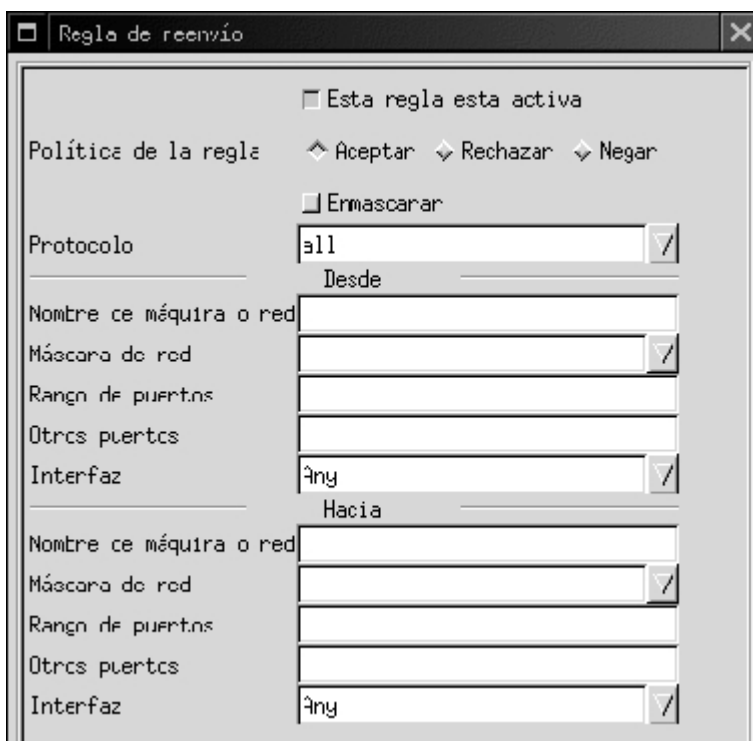 Regla de reenvío
Esta regla esta activa
Política de la regla Aceptar Rechazar Negar
Enmascarar
Protocolo all
Desde
Nombre de máquina o red
Máscara de red
Rango de puertos
Otros puertos
Interfaz Any
Hacia
Nombre de máquina o red
Máscara de red
Rango de puertos
Otros puertos
Interfaz Any